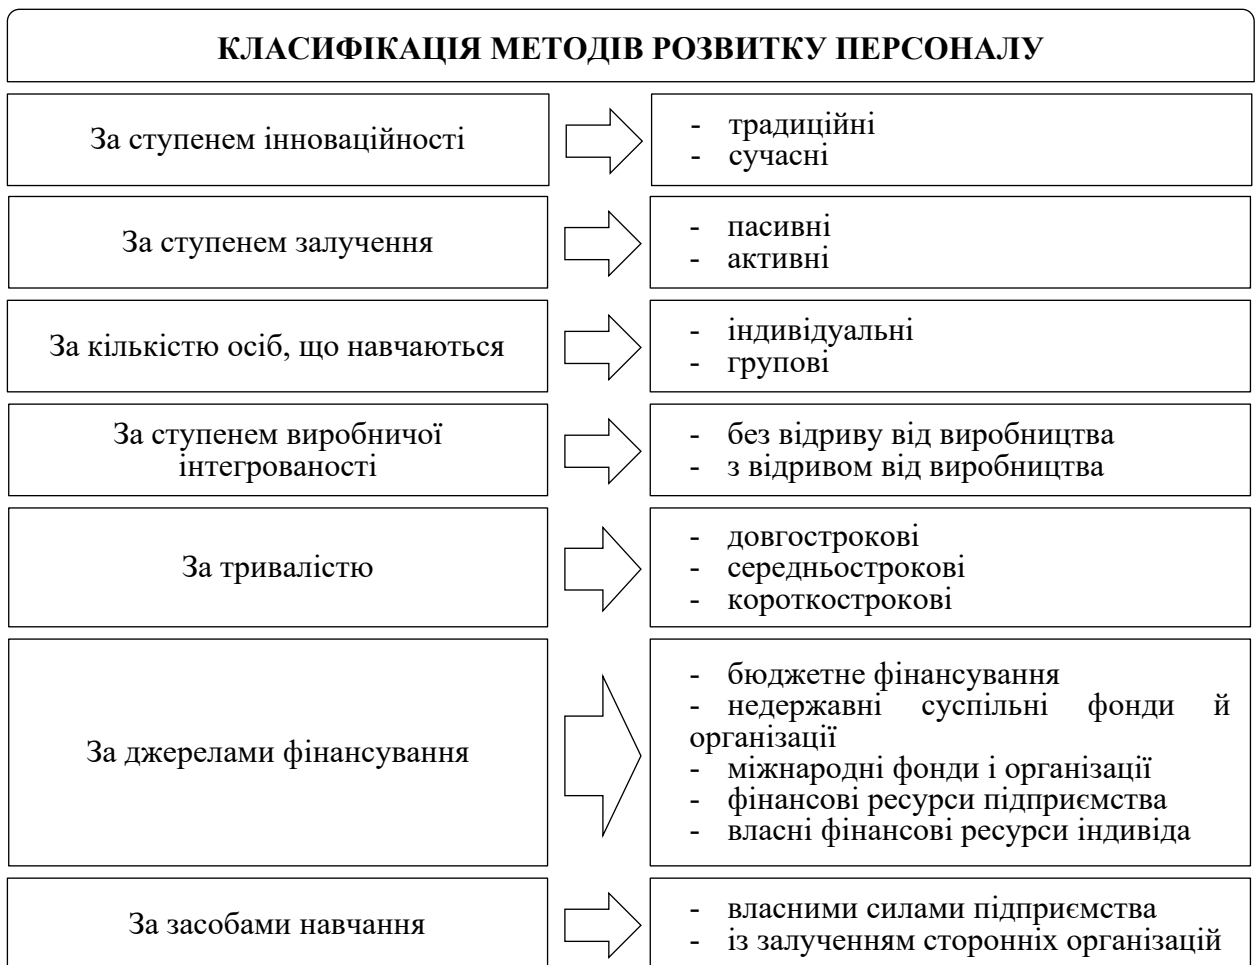 КЛАСИФІКАЦІЯ МЕТОДІВ РОЗВИТКУ ПЕРСОНАЛУ
За ступенем інноваційності
- традиційні
- сучасні
За ступенем залучення
- пасивні
- активні
За кількістю осіб, що навчаються
- індивідуальні
- групові
За ступенем виробничої
інтегрованості
- без відриву від виробництва
- з відривом від виробництва
За тривалістю
- довгострокові
- середньострокові
- короткострокові
За джерелами фінансування
- бюджетне фінансування
- недержавні суспільні фонди й
організації
- міжнародні фонди і організації
- фінансові ресурси підприємства
- власні фінансові ресурси індивіда
За засобами навчання
- власними силами підприємства
- із залученням сторонніх організацій